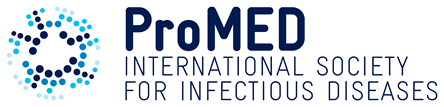 ProMED
INTERNATIONAL SOCIETY
FOR INFECTIOUS DISEASES